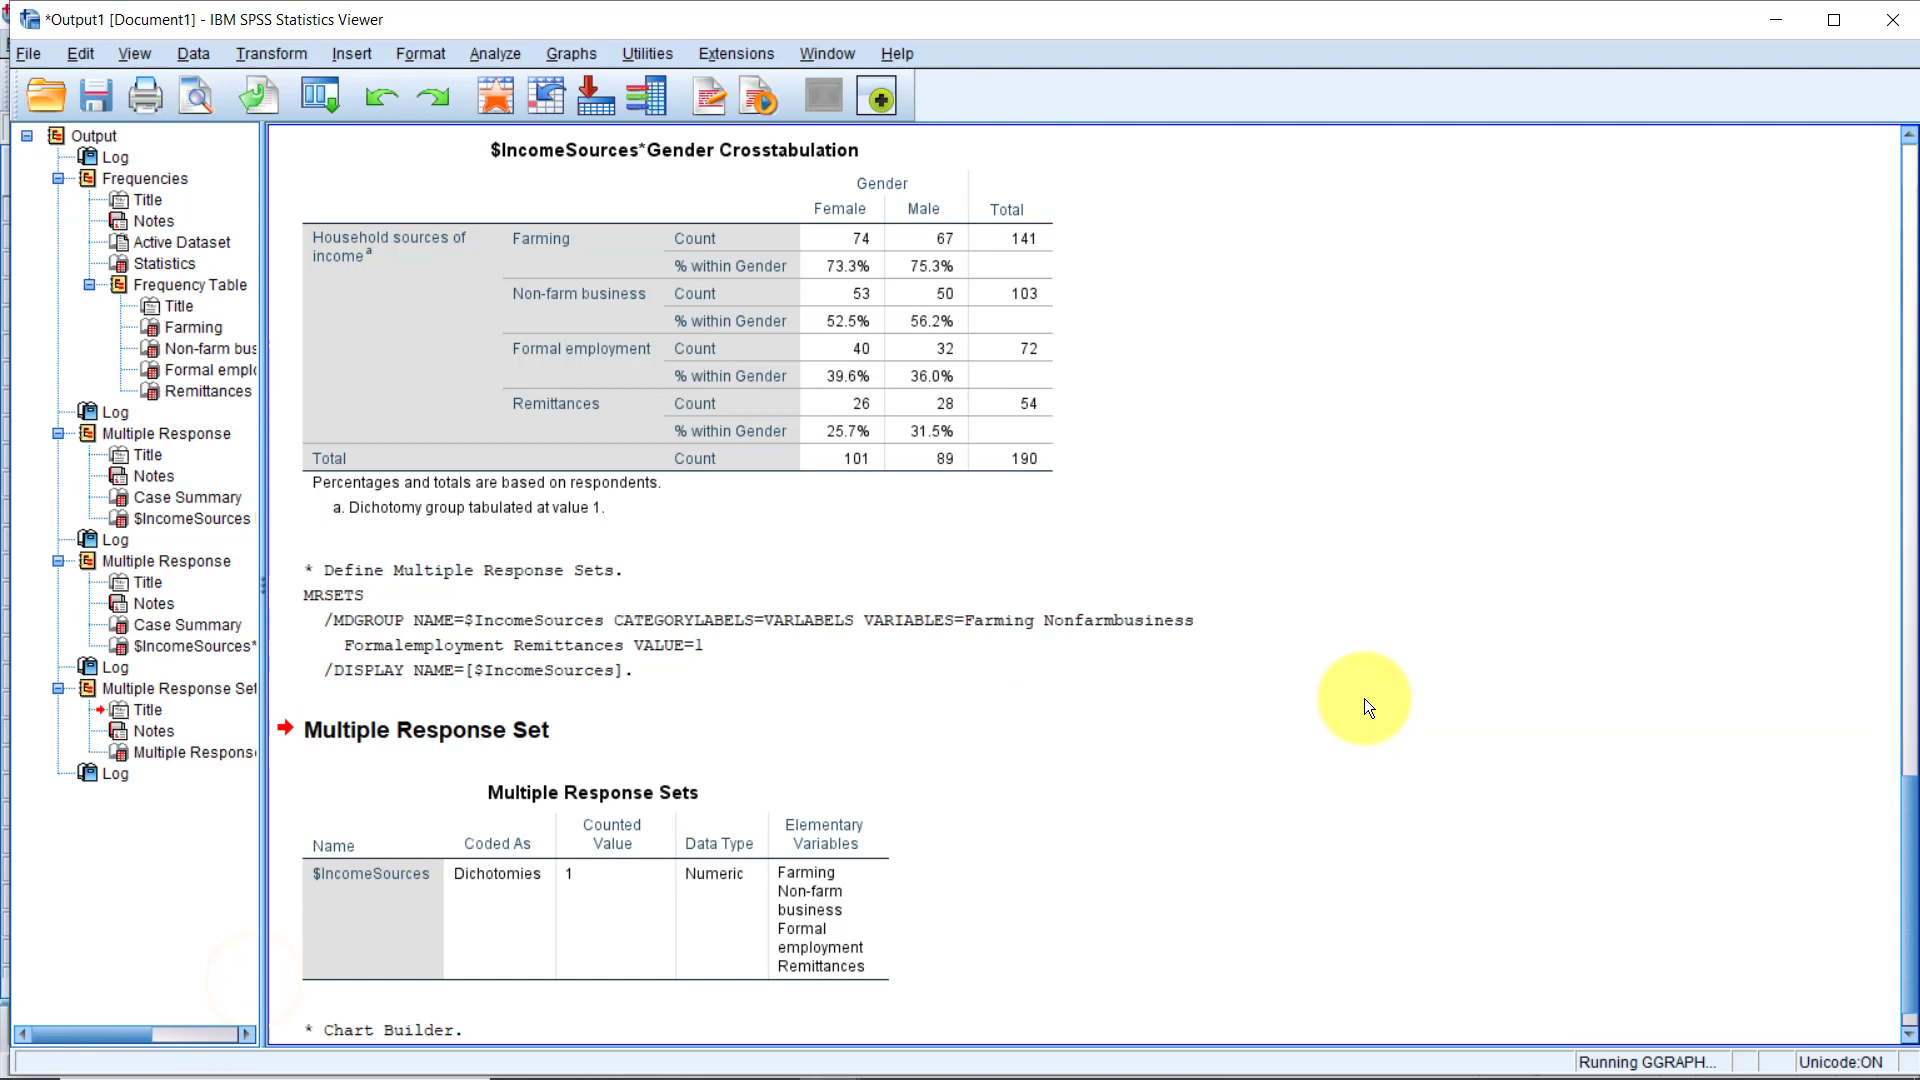 *Output1 [Document1] - IBM SPSS Statistics Viewer
File Edit View Data Transform Insert Format Analyze Graphs Utilities Extensions Window Help
Output
Log
Frequencies
Title
Notes
Active Dataset
Statistics
Frequency Table
Title
Farming
Non-farm bus
Formal empl
Remittances
Log
Multiple Response
Title
Notes
Case Summary
$IncomeSources
Log
Multiple Response
Title
Notes
Case Summary
$IncomeSources*
Log
Multiple Response Set
Title
Notes
Multiple Response
Log
$IncomeSources*Gender Crosstabulation
Gender
Female Male Total
Household sources of income a Farming Count 74 67 141
% within Gender 73.3% 75.3%
Non-farm business Count 53 50 103
% within Gender 52.5% 56.2%
Formal employment Count 40 32 72
% within Gender 39.6% 36.0%
Remittances Count 26 28 54
% within Gender 25.7% 31.5%
Total Count 101 89 190
Percentages and totals are based on respondents.
a. Dichotomy group tabulated at value 1.
* Define Multiple Response Sets.
MRSETS
/MDGROUP NAME=$IncomeSources CATEGORYLABELS=VARLABELS VARIABLES=Farming Nonfarmbusiness
Formalemployment Remittances VALUE=1
/DISPLAY NAME=[$IncomeSources].
Multiple Response Set
Multiple Response Sets
Name Coded As Counted Value Data Type Elementary Variables
$IncomeSources Dichotomies 1 Numeric Farming
Non-farm
business
Formal
employment
Remittances
* Chart Builder.
Running GGRAPH... Unicode:ON